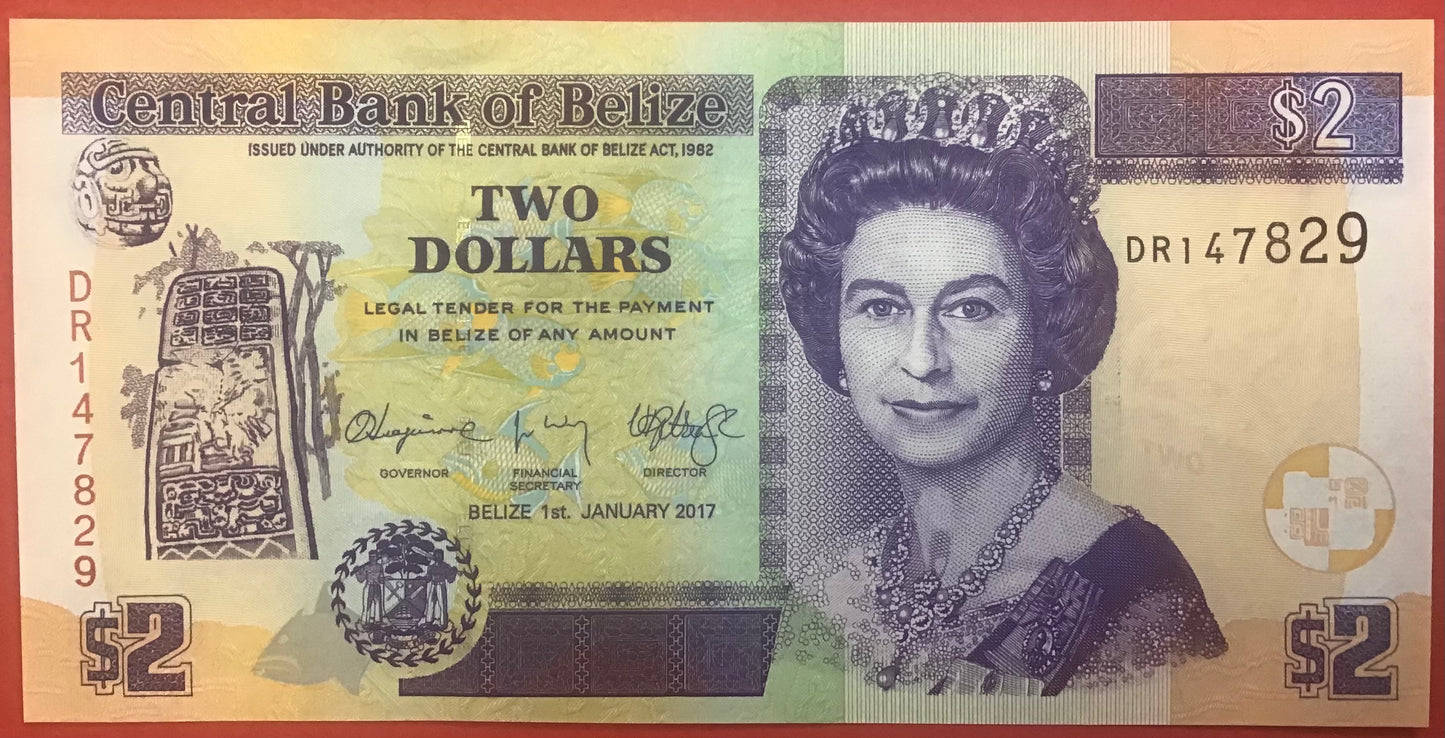 Central Bank of Belize
$2
ISSUED UNDER AUTHORITY OF THE CENTRAL BANK OF BELIZE ACT, 1982
TWO
DOLLARS
DR147829
LEGAL TENDER FOR THE PAYMENT
IN BELIZE OF ANY AMOUNT
DR147829
GOVERNOR
FINANCIAL
SECRETARY
DIRECTOR
TWO
BELIZE 1st. JANUARY 2017
$2
$2